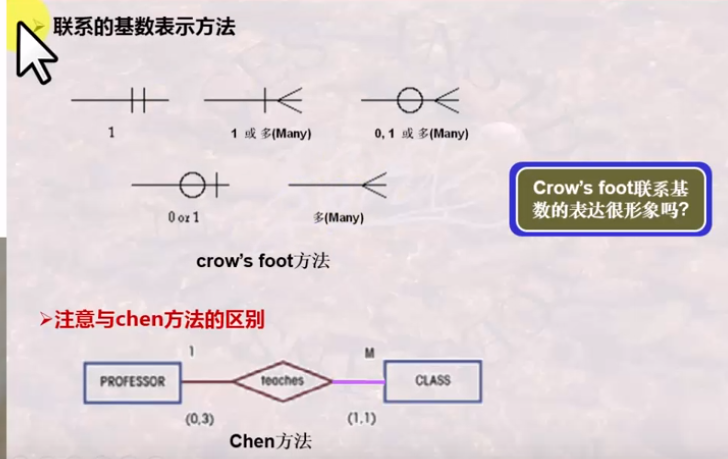 ➢ 联系的基数表示方法
1
1 或 多(Many)
0, 1 或 多(Many)
0 or 1
多(Many)
Crow's foot联系基
数的表达很形象吗?
crow's foot方法
➢注意与chen方法的区别
1
M
PROFESSOR
teaches
CLASS
(0,3)
(1,1)
Chen方法